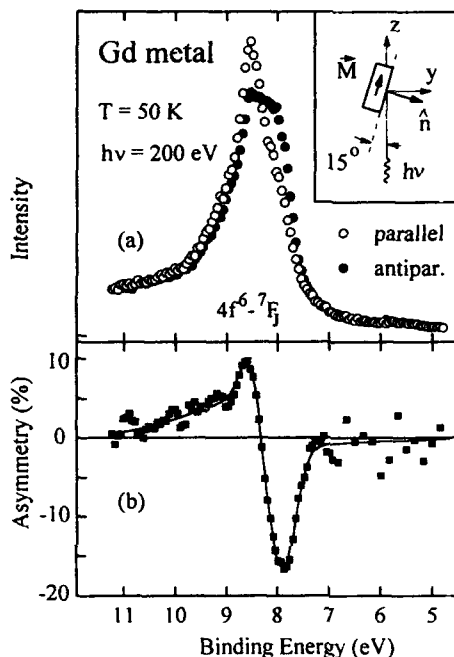 (a)
Gd metal
T = 50 K
hν = 200 eV
4f⁶-⁷F_J
Intensity
z
M⃗
y
n̂
15°
hν
○ parallel
● antipar.
10
0
-10
-20
Asymmetry (%)
(b)
11 10 9 8 7 6 5
Binding Energy (eV)